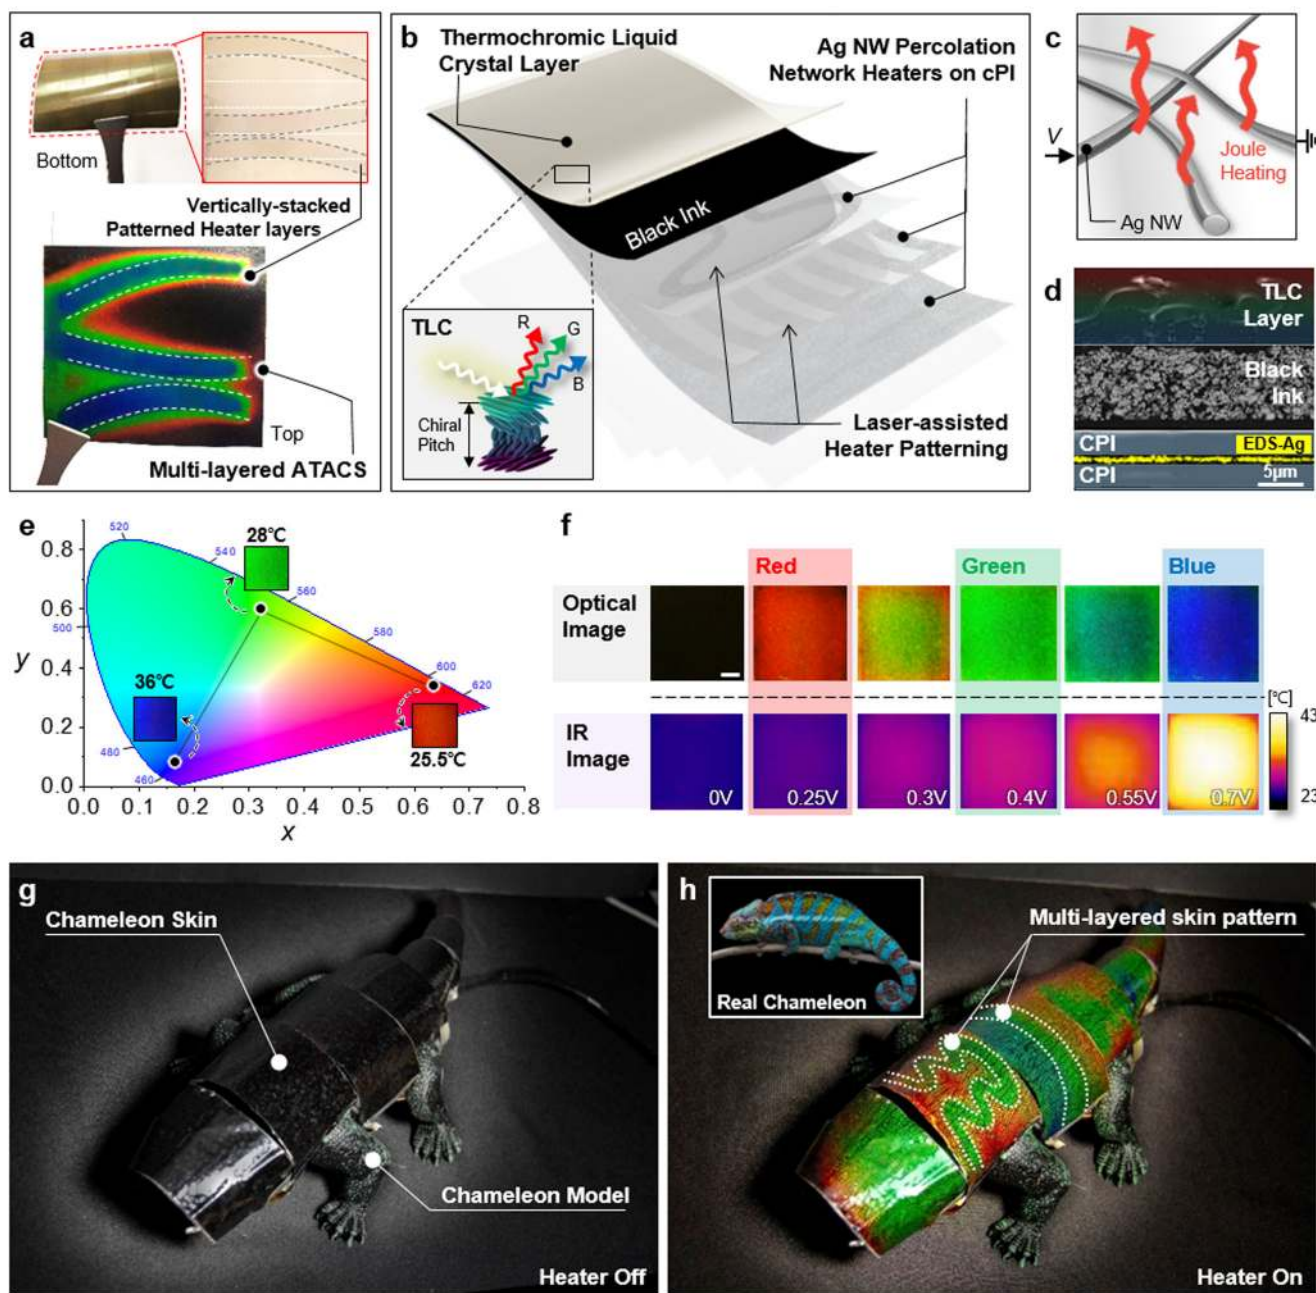 a
Bottom
Vertically-stacked
Patterned Heater layers
Top
Multi-layered ATACS
b
Thermochromic Liquid
Crystal Layer
Ag NW Percolation
Network Heaters on cPI
Black Ink
TLC
R
G
B
Chiral
Pitch
Laser-assisted
Heater Patterning
c
V
Joule
Heating
Ag NW
d
TLC
Layer
Black
Ink
CPI
EDS-Ag
CPI
5μm
e
y
0.8
0.6
0.4
0.2
0.0
0.0 0.1 0.2 0.3 0.4 0.5 0.6 0.7 0.8
x
520
540
560
580
600
620
500
480
460
28℃
36℃
25.5℃
f
Red
Green
Blue
Optical
Image
IR
Image
0V
0.25V
0.3V
0.4V
0.55V
0.7V
[℃]
43
23
g
Chameleon Skin
Chameleon Model
Heater Off
h
Real Chameleon
Multi-layered skin pattern
Heater On